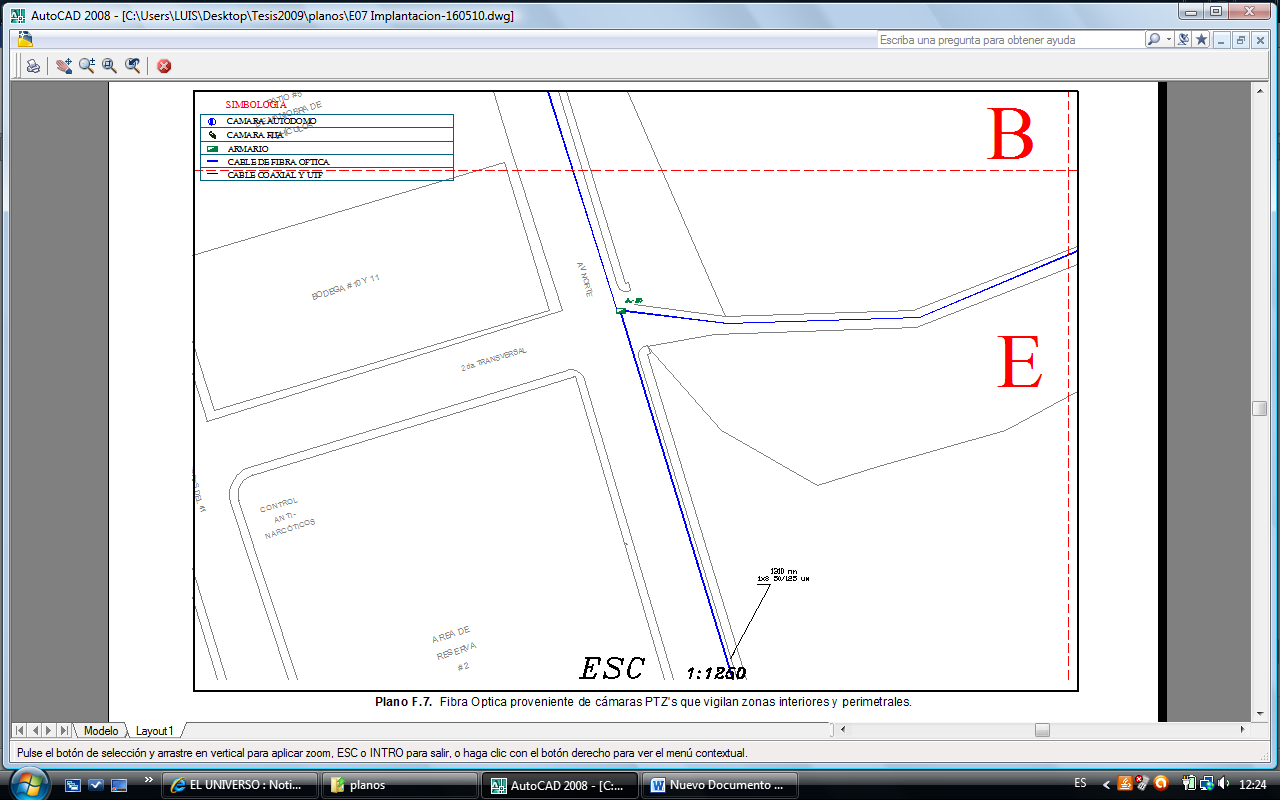 AutoCAD 2008 - [C:\Users\LUIS\Desktop\Tesis2009\planos\E07 Implantacion-160510.dwg]
Escriba una pregunta para obtener ayuda
SIMBOLOGIA
PATIO #5
CAMARA AUTODOMO
CAMARA FIJA
ARMARIO
CABLE DE FIBRA OPTICA
CABLE COAXIAL Y UTP
B
AV NORTE
BODEGA # 10 Y 11
E
2da. TRANSVERSAL
CONTROL
ANTI-
NARCÓTICOS
AREA DE
RESERVA
#2
ESC 1:1250
Plano F.7. Fibra Optica proveniente de cámaras PTZ's que vigilan zonas interiores y perimetrales.
Modelo Layout1
Pulse el botón de selección y arrastre en vertical para aplicar zoom, ESC o INTRO para salir, o haga clic con el botón derecho para ver el menú contextual.
EL UNIVERSO : Noti... planos AutoCAD 2008 - [C:... Nuevo Documento ... ES 12:24